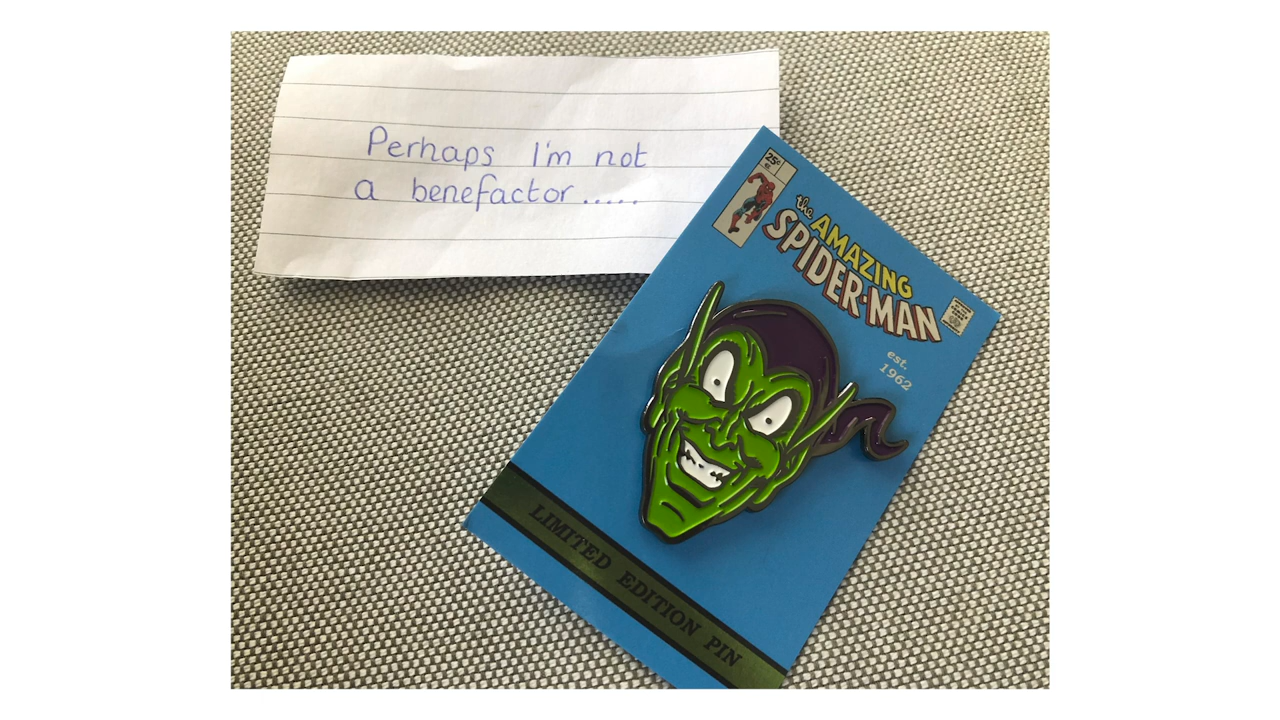 Perhaps I'm not
a benefactor.....
25¢
the
AMAZING
SPIDER-MAN
est.
1962
LIMITED EDITION PIN